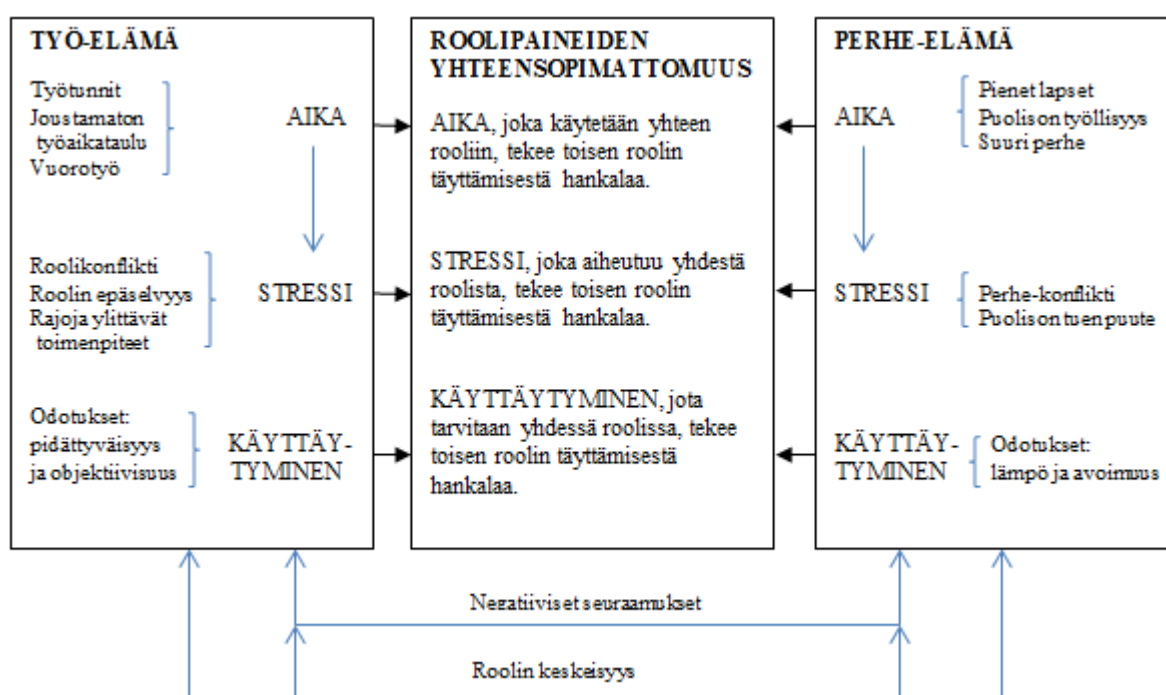 TYÖ-ELÄMÄ
Työtunnit
Joustamaton
työaikataulu
Vuorotyö
AIKA
Roolikonflikti
Roolin epäselvyys
Rajoja ylittävät
toimenpiteet
STRESSI
Odotukset:
pidättyväisyys
ja objektiivisuus
KÄYTTÄY-
TYMINEN
ROOLIPAINEIDEN
YHTEENSOPIMATTOMUUS
AIKA, joka käytetään yhteen
rooliin, tekee toisen roolin
täyttämisestä hankalaa.
STRESSI, joka aiheutuu yhdestä
roolista, tekee toisen roolin
täyttämisestä hankalaa.
KÄYTTÄYTYMINEN, jota
tarvitaan yhdessä roolissa, tekee
toisen roolin täyttämisestä
hankalaa.
PERHE-ELÄMÄ
AIKA
Pienet lapset
Puolison työllisyys
Suuri perhe
STRESSI
Perhe-konflikti
Puolison tuen puute
KÄYTTÄY-
TYMINEN
Odotukset:
lämpö ja avoimuus
Negatiiviset seuraamukset
Roolin keskeisyys